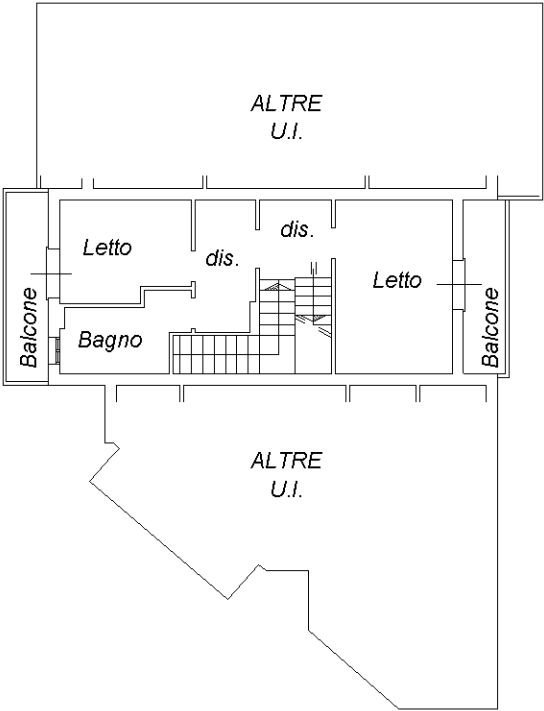 ALTRE
U.I.
Letto
dis.
dis.
Letto
Balcone
Bagno
Balcone
ALTRE
U.I.